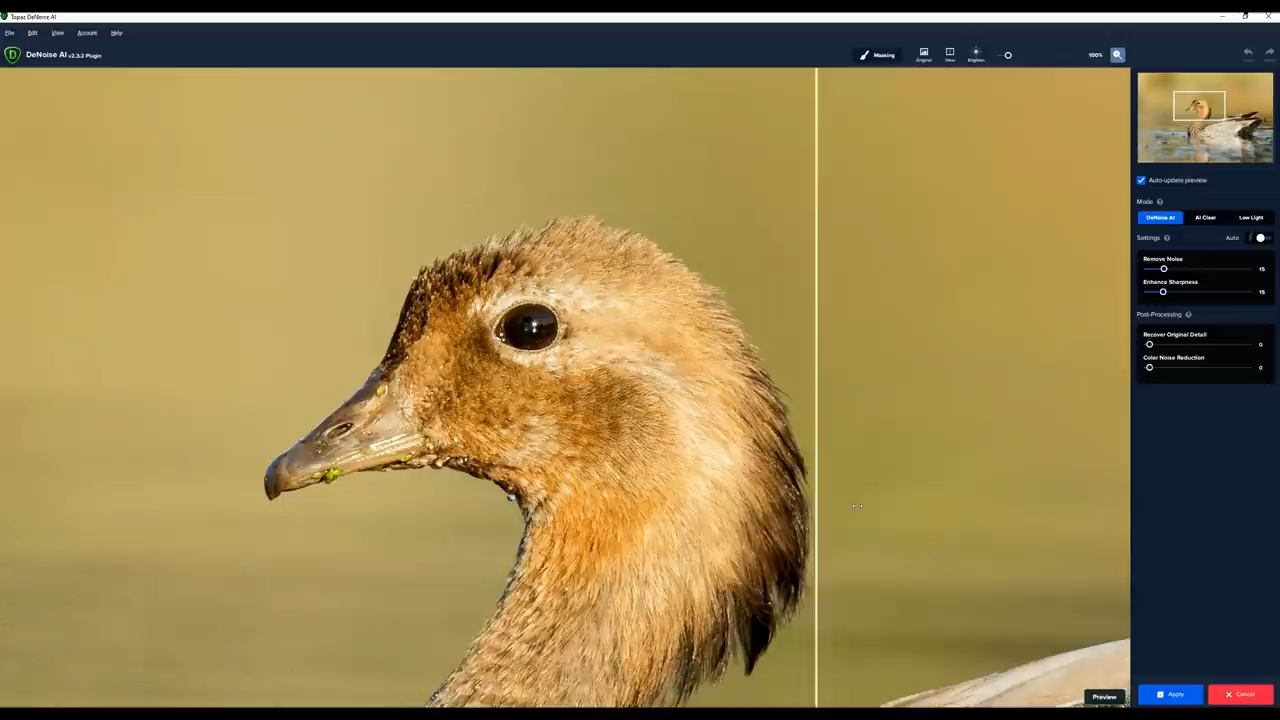 Topaz DeNoise AI
File Edit View Account Help
DeNoise AI v2.3.2 Plugin
Masking
Original
View
Brighten
100%
Auto-update preview
Mode
DeNoise AI AI Clear Low Light
Settings Auto
Remove Noise
15
Enhance Sharpness
15
Post-Processing
Recover Original Detail
0
Color Noise Reduction
0
Preview
Apply Cancel